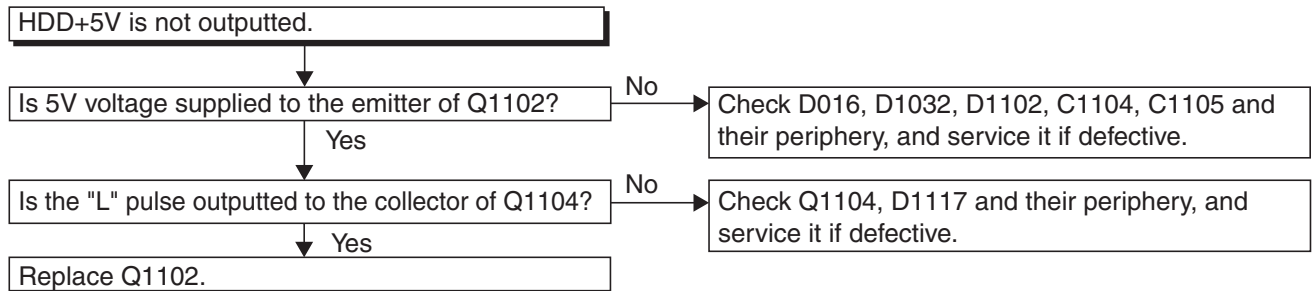 HDD+5V is not outputted.
Is 5V voltage supplied to the emitter of Q1102?
No
Check D016, D1032, D1102, C1104, C1105 and
their periphery, and service it if defective.
Yes
Is the "L" pulse outputted to the collector of Q1104?
No
Check Q1104, D1117 and their periphery, and
service it if defective.
Yes
Replace Q1102.